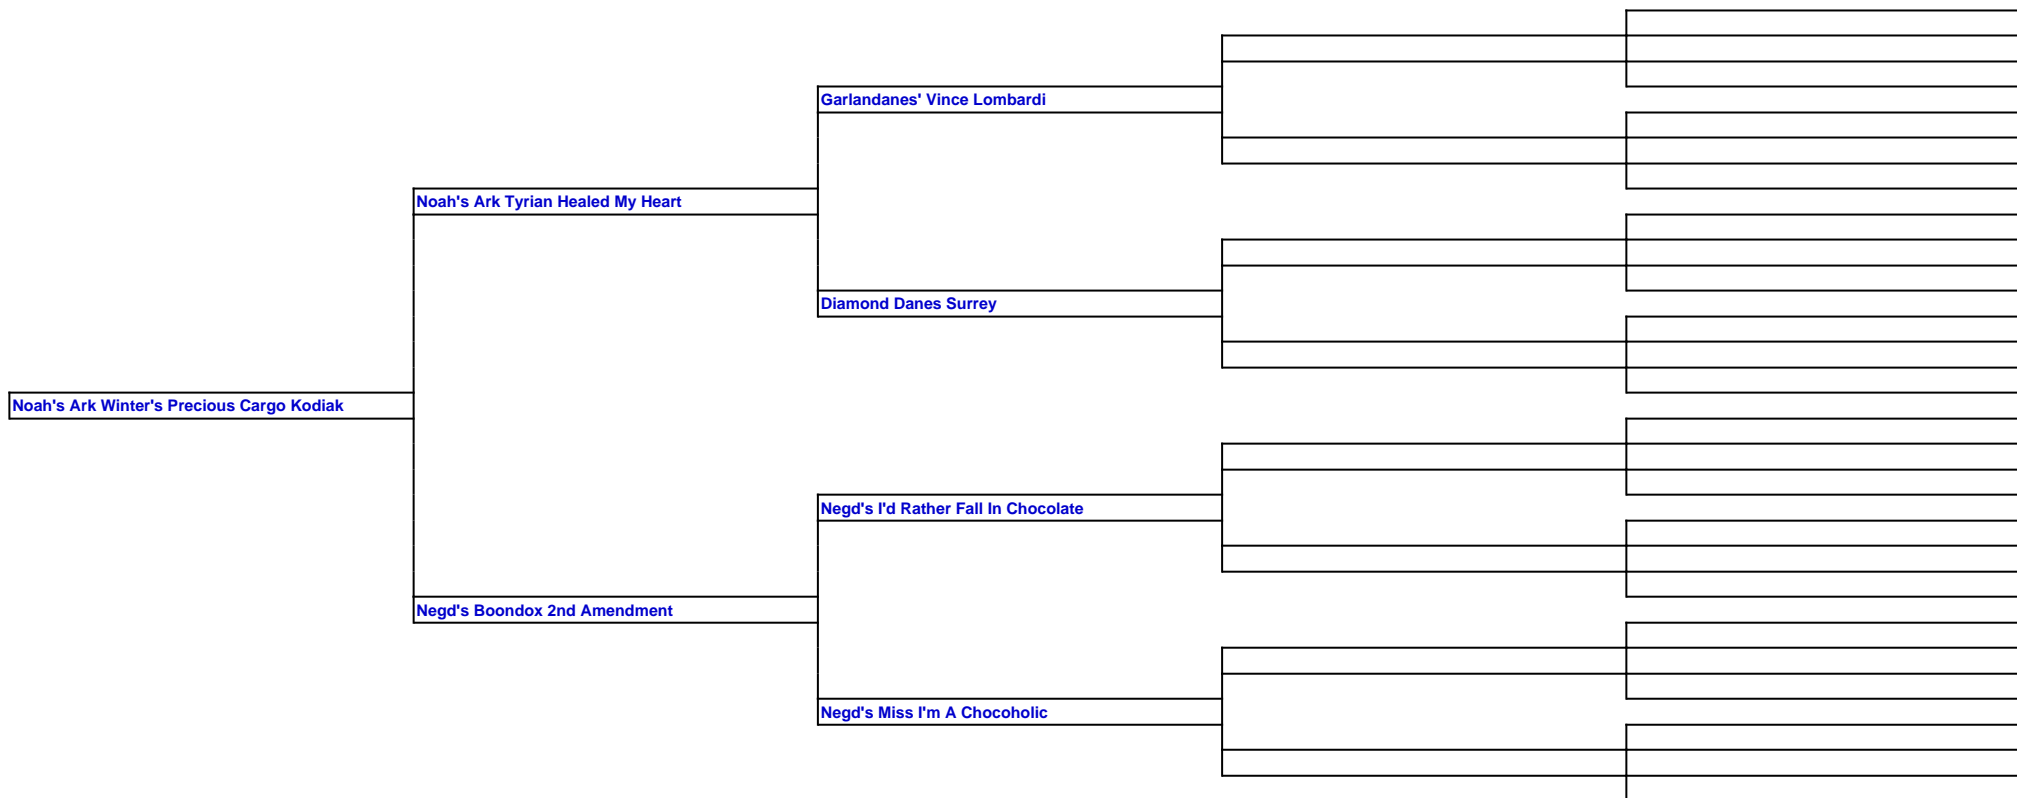 Garlandanes' Vince Lombardi
Noah's Ark Tyrian Healed My Heart
Diamond Danes Surrey
Noah's Ark Winter's Precious Cargo Kodiak
Negd's I'd Rather Fall In Chocolate
Negd's Boondox 2nd Amendment
Negd's Miss I'm A Chocoholic